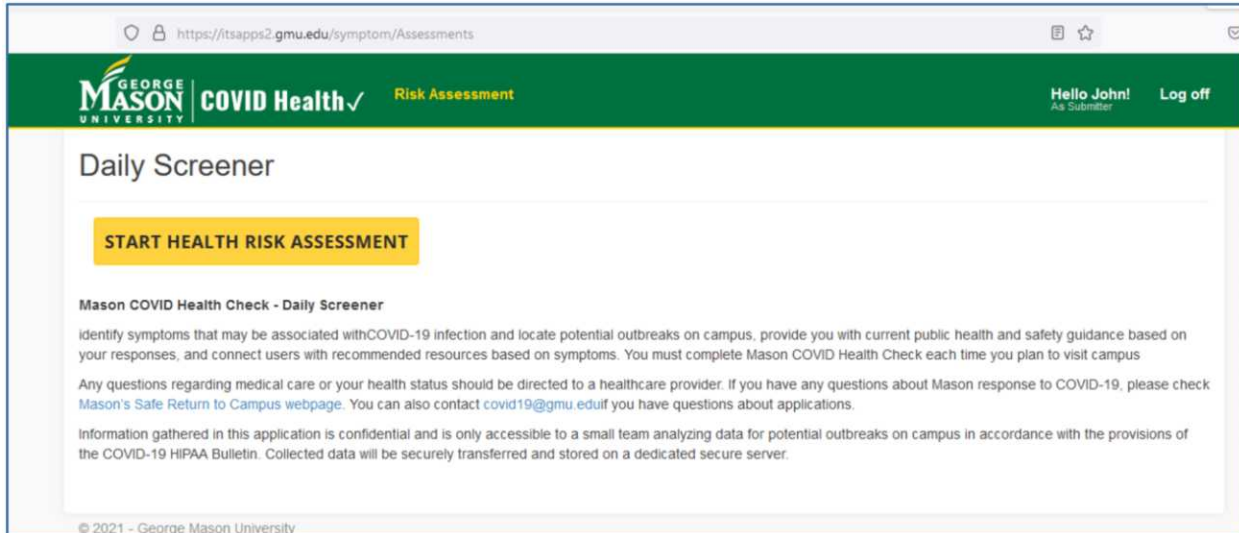 https://itsapps2.gmu.edu/symptom/Assessments
GEORGE
MASON
UNIVERSITY
COVID Health✓
Risk Assessment
Hello John!
As Submitter
Log off
Daily Screener
START HEALTH RISK ASSESSMENT
Mason COVID Health Check - Daily Screener
identify symptoms that may be associated withCOVID-19 infection and locate potential outbreaks on campus, provide you with current public health and safety guidance based on
your responses, and connect users with recommended resources based on symptoms. You must complete Mason COVID Health Check each time you plan to visit campus
Any questions regarding medical care or your health status should be directed to a healthcare provider. If you have any questions about Mason response to COVID-19, please check
Mason's Safe Return to Campus webpage. You can also contact covid19@gmu.eduif you have questions about applications.
Information gathered in this application is confidential and is only accessible to a small team analyzing data for potential outbreaks on campus in accordance with the provisions of
the COVID-19 HIPAA Bulletin. Collected data will be securely transferred and stored on a dedicated secure server.
© 2021 - George Mason University